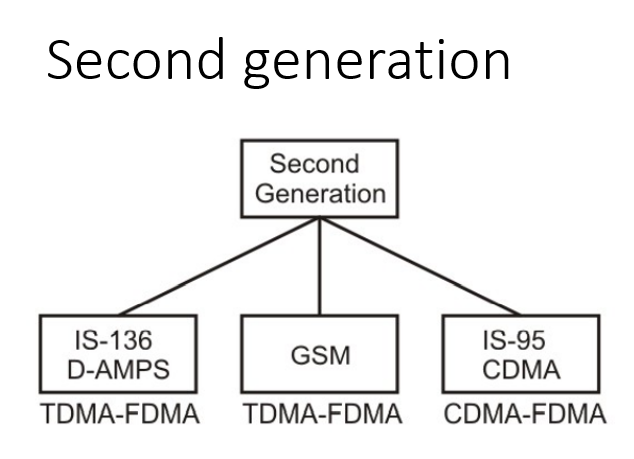 Second generation
Second
Generation
IS-136
D-AMPS
GSM
IS-95
CDMA
TDMA-FDMA
TDMA-FDMA
CDMA-FDMA